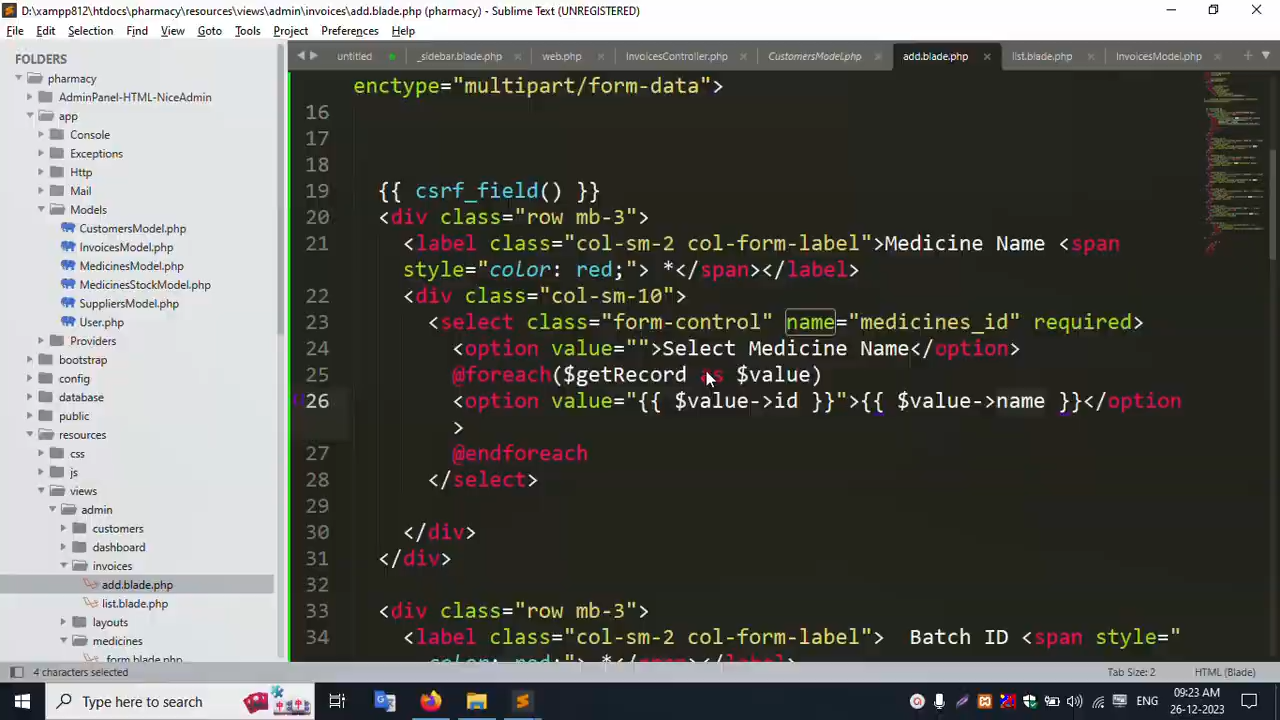 D:\xampp812\htdocs\pharmacy\resources\views\admin\invoices\add.blade.php (pharmacy) - Sublime Text (UNREGISTERED)
File Edit Selection Find View Goto Tools Project Preferences Help
FOLDERS
pharmacy
AdminPanel-HTML-NiceAdmin
app
Console
Exceptions
Http
Mail
Models
CustomersModel.php
InvoicesModel.php
MedicinesModel.php
MedicinesStockModel.php
SuppliersModel.php
User.php
Providers
bootstrap
config
database
public
resources
css
js
views
admin
customers
dashboard
invoices
add.blade.php
list.blade.php
layouts
medicines
form.blade.php
untitled _sidebar.blade.php web.php InvoicesController.php CustomersModel.php add.blade.php list.blade.php InvoicesModel.php
enctype="multipart/form-data">
16
17
18
19 {{ csrf_field() }}
20 <div class="row mb-3">
21 <label class="col-sm-2 col-form-label">Medicine Name <span
style="color: red;"> *</span></label>
22 <div class="col-sm-10">
23 <select class="form-control" name="medicines_id" required>
24 <option value="">Select Medicine Name</option>
25 @foreach($getRecord as $value)
26 <option value="{{ $value->id }}">{{ $value->name }}</option
>
27 @endforeach
28 </select>
29
30 </div>
31 </div>
32
33 <div class="row mb-3">
34 <label class="col-sm-2 col-form-label"> Batch ID <span style="
color: red;"> *</span></label>
4 characters selected Tab Size: 2 HTML (Blade)
Type here to search
ENG
09:23 AM
26-12-2023